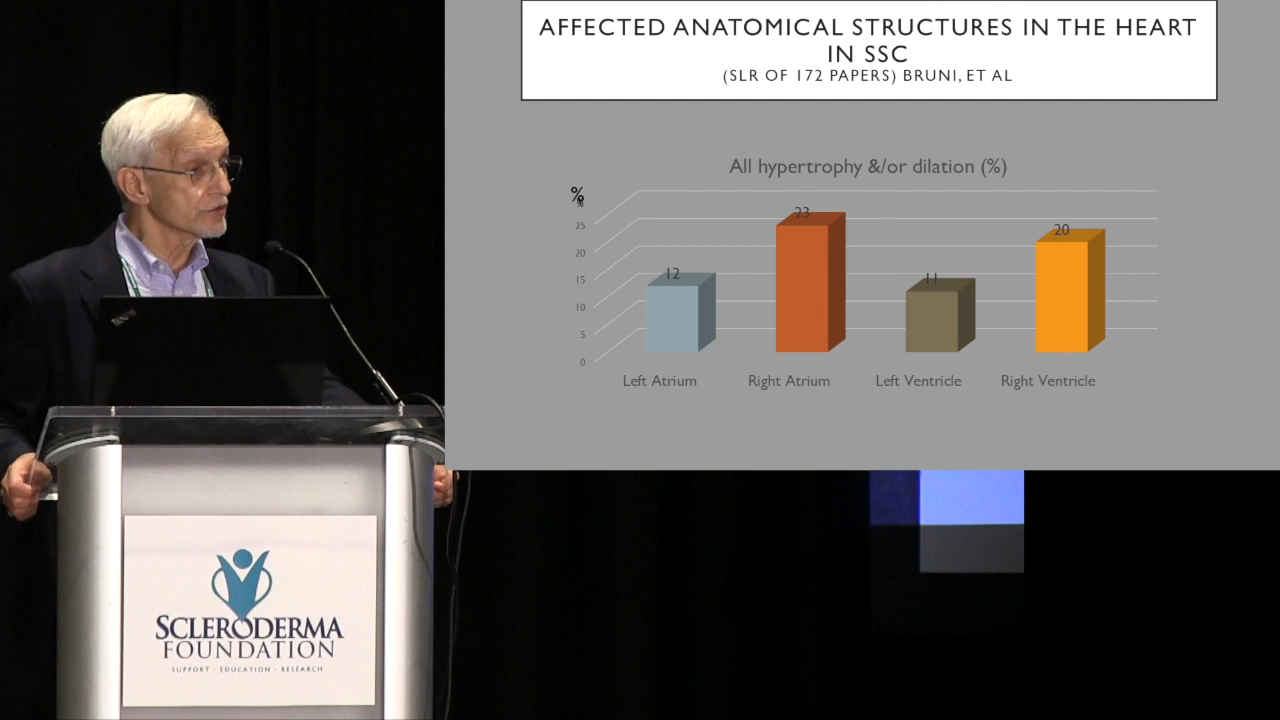 AFFECTED ANATOMICAL STRUCTURES IN THE HEART
IN SSC
(SLR OF 172 PAPERS) BRUNI, ET AL
All hypertrophy &/or dilation (%)
%
%
25
20
15
10
5
0
12
23
11
20
Left Atrium
Right Atrium
Left Ventricle
Right Ventricle
SCLERODERMA
FOUNDATION
SUPPORT · EDUCATION · RESEARCH